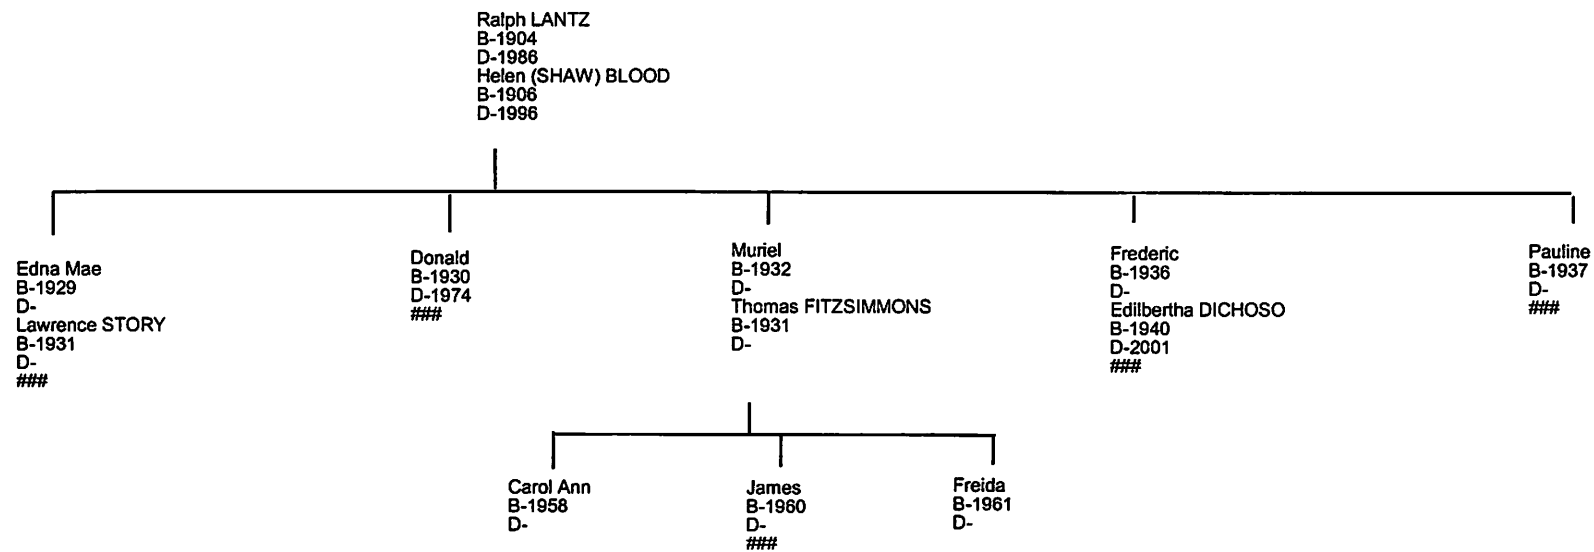 Ralph LANTZ
B-1904
D-1986
Helen (SHAW) BLOOD
B-1906
D-1996
Edna Mae
B-1929
D-
Lawrence STORY
B-1931
D-
###
Donald
B-1930
D-1974
###
Muriel
B-1932
D-
Thomas FITZSIMMONS
B-1931
D-
Frederic
B-1936
D-
Edilbertha DICHOSO
B-1940
D-2001
###
Pauline
B-1937
D-
###
Carol Ann
B-1958
D-
James
B-1960
D-
###
Freida
B-1961
D-